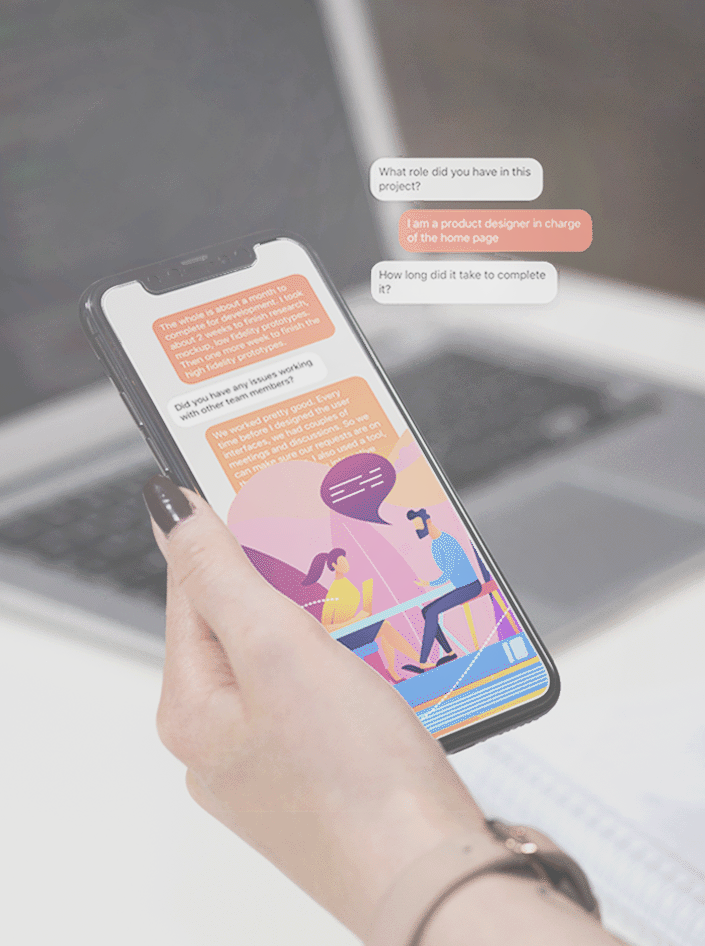 What role did you have in this
project?
I am a product designer in charge
of the home page
How long did it take to complete
it?
The whole is about a month to
complete for development. I took
about 2 weeks to finish research,
mockup, low fidelity prototypes.
Then one more week to finish the
high fidelity prototypes.
Did you have any issues working
with other team members?
We worked pretty good. Every
time before I designed the user
interfaces, we had couples of
meetings and discussions. So we
can make sure our requests are on
I also used a tool,